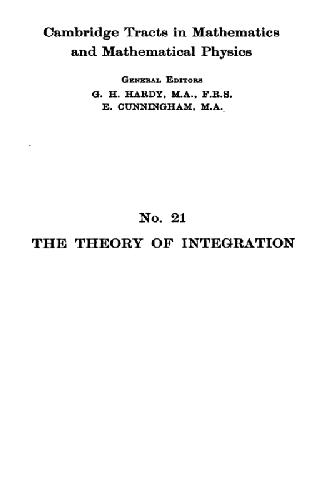 Cambridge Tracts in Mathematics
and Mathematical Physics
GENERAL EDITORS
G. H. HARDY, M.A., F.R.S.
E. CUNNINGHAM, M.A.
No. 21
THE THEORY OF INTEGRATION